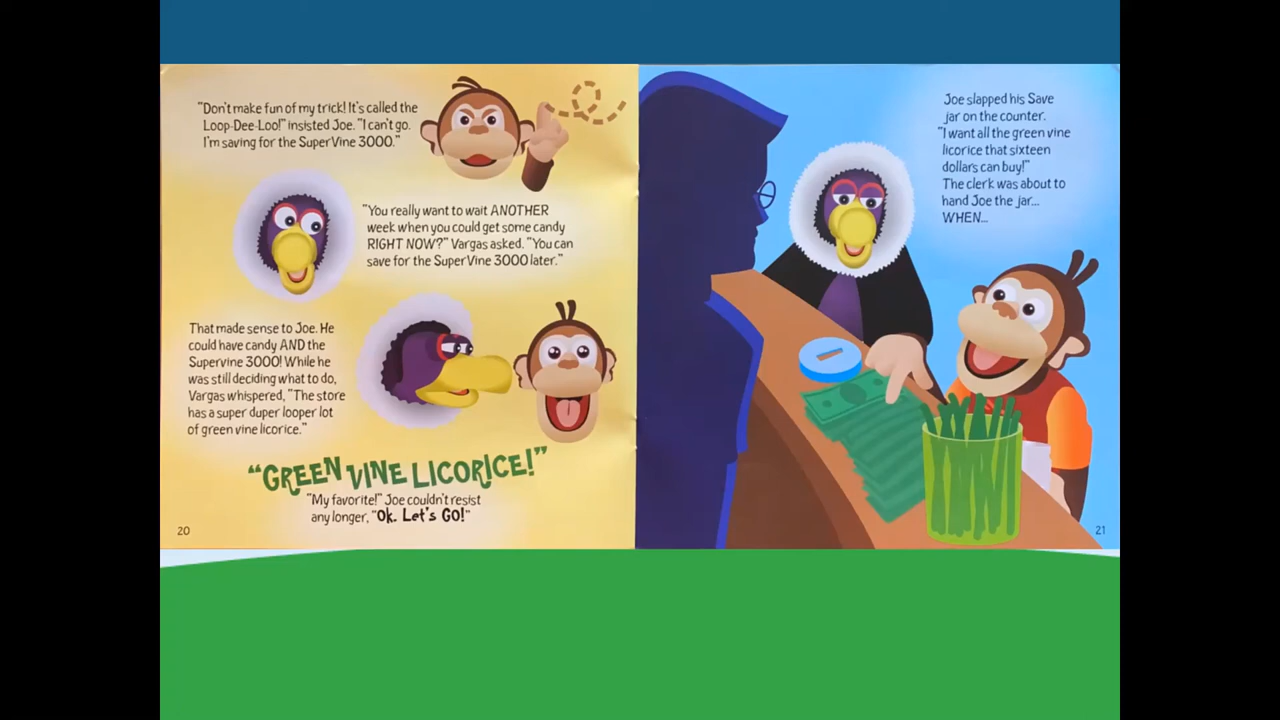 "Don't make fun of my trick! It's called the
Loop-Dee-Loo!" insisted Joe. "I can't go.
I'm saving for the SuperVine 3000."
"You really want to wait ANOTHER
week when you could get some candy
RIGHT NOW?" Vargas asked. "You can
save for the SuperVine 3000 later."
That made sense to Joe. He
could have candy AND the
Supervine 3000! While he
was still deciding what to do,
Vargas whispered, "The store
has a super duper looper lot
of green vine licorice."
"GREEN VINE LICORICE!"
"My favorite!" Joe couldn't resist
any longer, "Ok. Let's GO!"
20
Joe slapped his Save
jar on the counter.
"I want all the green vine
licorice that sixteen
dollars can buy!"
The clerk was about to
hand Joe the jar...
WHEN...
21